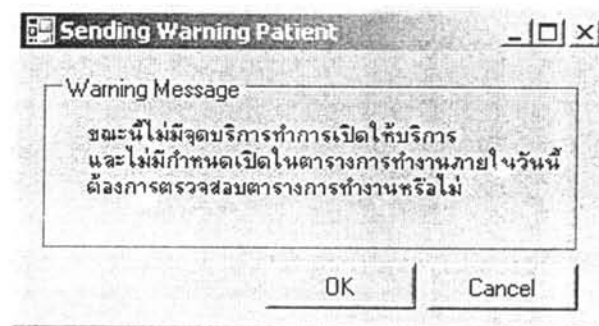 Sending Warning Patient
Warning Message
ขณะนี้ไม่มีจุดบริการทำการเปิดให้บริการ
และไม่มีกำหนดเปิดในตารางการทำงานภายในวันนี้
ต้องการตรวจสอบตารางการทำงานหรือไม่
OK
Cancel